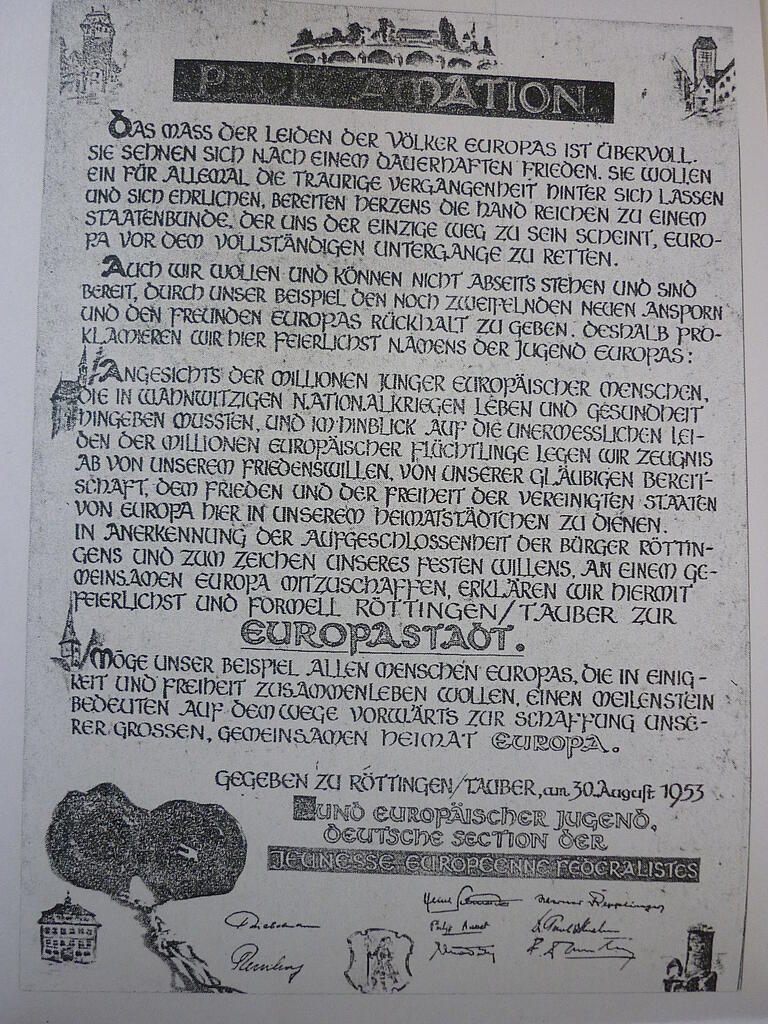 PROKLAMATION
DAS MASS DER LEIDEN DER VÖLKER EUROPAS IST ÜBERVOLL.
SIE SEHNEN SICH NACH EINEM DAUERHAFTEN FRIEDEN. SIE WOLLEN
EIN FÜR ALLEMAL DIE TRAURIGE VERGANGENHEIT HINTER SICH LASSEN
UND SICH EHRLICHEN, BEREITEN HERZENS DIE HAND REICHEN ZU EINEM
STAATENBUNDE, DER UNS DER EINZIGE WEG ZU SEIN SCHEINT, EURO-
PA VOR DEM VOLLSTÄNDIGEN UNTERGANGE ZU RETTEN.
AUCH WIR WOLLEN UND KÖNNEN NICHT ABSEITS STEHEN UND SIND
BEREIT, DURCH UNSER BEISPIEL DEN NOCH ZWEIFELNDEN NEUEN ANSPORN
UND DEN FREUNDEN EUROPAS RÜCKHALT ZU GEBEN. DESHALB PRO-
KLAMIEREN WIR HIER FEIERLICHST NAMENS DER JUGEND EUROPAS:
ANGESICHTS DER MILLIONEN JUNGER EUROPÄISCHER MENSCHEN,
DIE IN WAHNWITZIGEN NATIONALKRIEGEN LEBEN UND GESUNDHEIT
HINGEBEN MUSSTEN, UND IM HINBLICK AUF DIE UNERMESSLICHEN LEI-
DEN DER MILLIONEN EUROPÄISCHER FLÜCHTLINGE LEGEN WIR ZEUGNIS
AB VON UNSEREM FRIEDENSWILLEN, VON UNSERER GLÄUBIGEN BEREIT-
SCHAFT, DEM FRIEDEN UND DER FREIHEIT DER VEREINIGTEN STAATEN
VON EUROPA HIER IN UNSEREM HEIMATSTÄDTCHEN ZU DIENEN.
IN ANERKENNUNG DER AUFGESCHLOSSENHEIT DER BÜRGER RÖTTIN-
GENS UND ZUM ZEICHEN UNSERES FESTEN WILLENS, AN EINEM GE-
MEINSAMEN EUROPA MITZUSCHAFFEN, ERKLÄREN WIR HIERMIT
FEIERLICHST UND FORMELL RÖTTINGEN/TAUBER ZUR
EUROPASTADT.
MÖGE UNSER BEISPIEL ALLEN MENSCHEN EUROPAS, DIE IN EINIG-
KEIT UND FREIHEIT ZUSAMMENLEBEN WOLLEN, EINEN MEILENSTEIN
BEDEUTEN AUF DEM WEGE VORWÄRTS ZUR SCHAFFUNG UNSE-
RER GROSSEN, GEMEINSAMEN HEIMAT EUROPA.
GEGEBEN ZU RÖTTINGEN/TAUBER, am 30. August 1953
BUND EUROPÄISCHER JUGEND,
DEUTSCHE SECTION DER
JEUNESSE EUROPEENNE FEDERALISTES